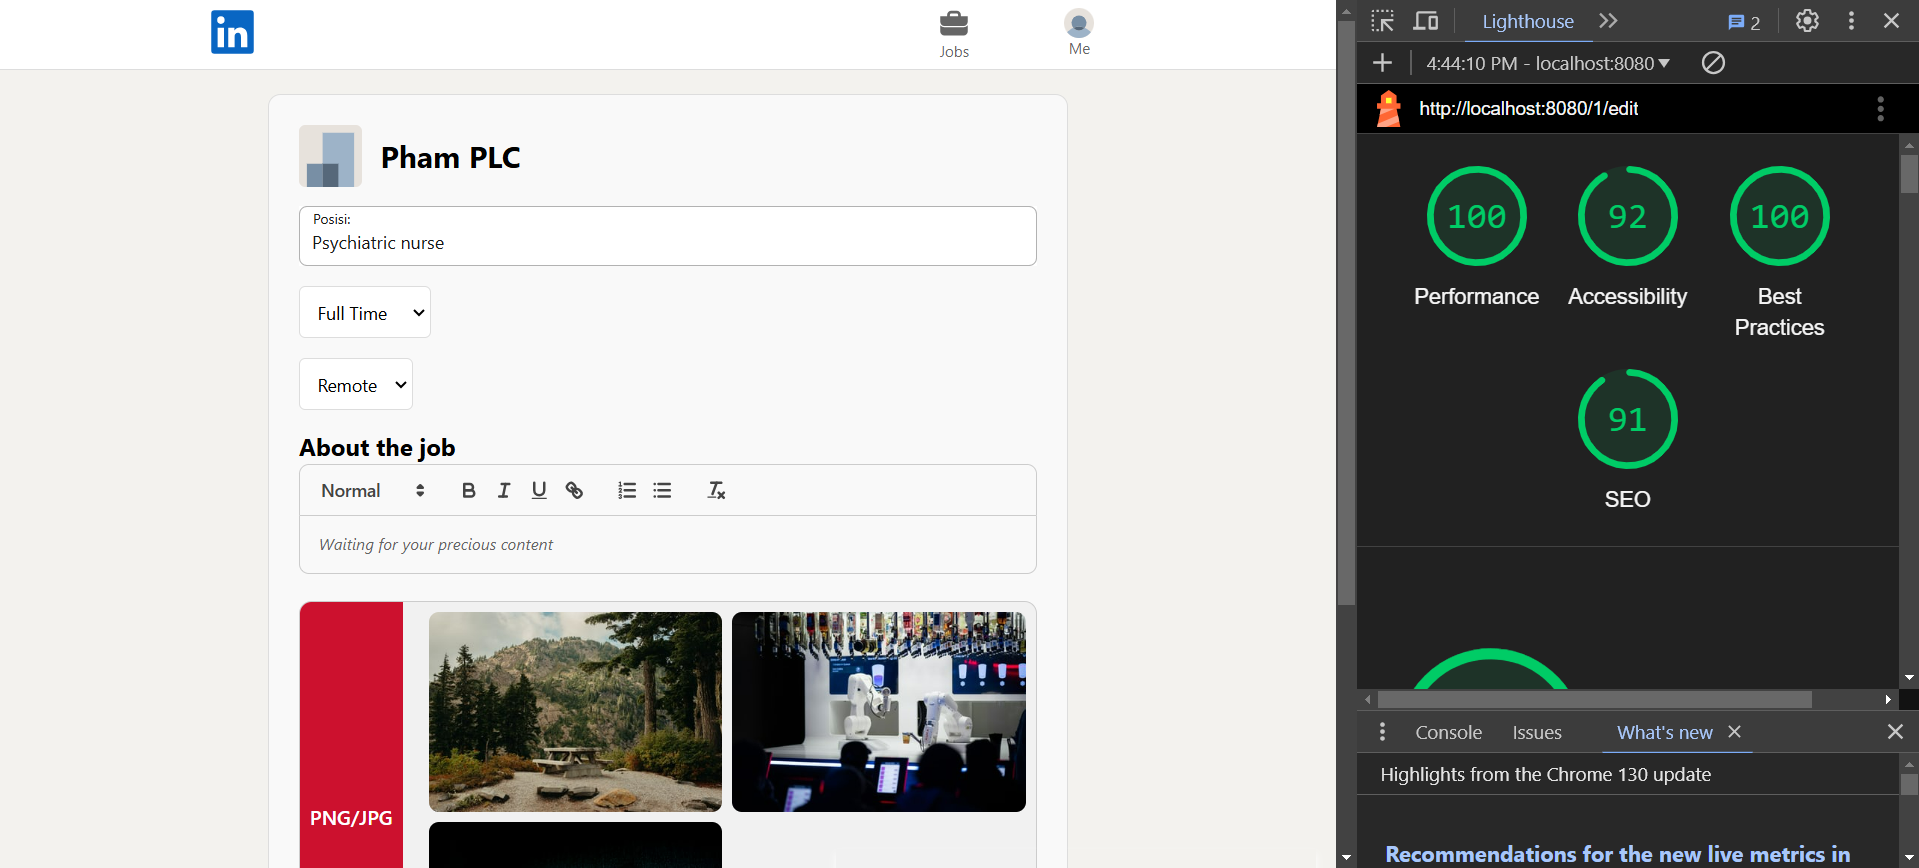 in
Jobs
Me
Pham PLC
Posisi:
Psychiatric nurse
Full Time
Remote
About the job
Normal
B I U
Waiting for your precious content
PNG/JPG
Lighthouse
2
4:44:10 PM - localhost:8080
http://localhost:8080/1/edit
100
Performance
92
Accessibility
100
Best
Practices
91
SEO
Console
Issues
What's new
Highlights from the Chrome 130 update
Recommendations for the new live metrics in